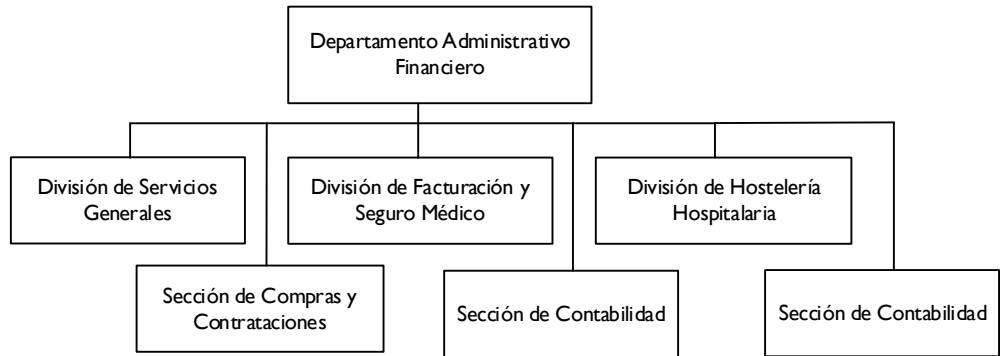 Departamento Administrativo
Financiero
División de Servicios
Generales
División de Facturación y
Seguro Médico
División de Hostelería
Hospitalaria
Sección de Compras y
Contrataciones
Sección de Contabilidad
Sección de Contabilidad